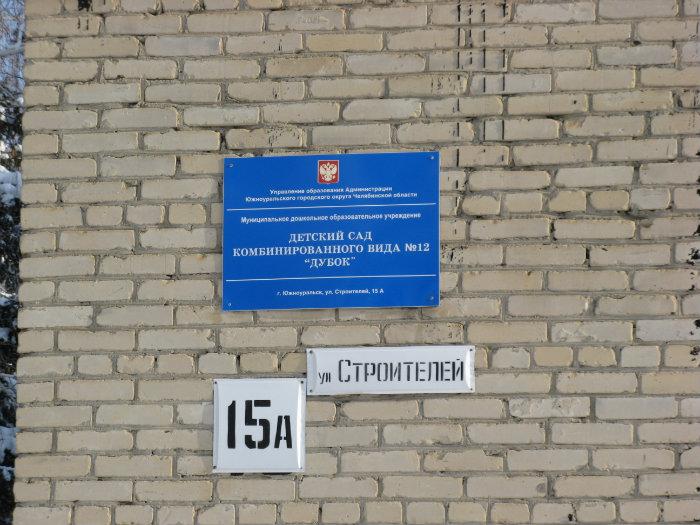 Управление образования Администрации
Южноуральского городского округа Челябинской области
Муниципальное дошкольное образовательное учреждение
ДЕТСКИЙ САД
КОМБИНИРОВАННОГО ВИДА №12
"ДУБОК"
г. Южноуральск, ул. Строителей, 15 А
ул СТРОИТЕЛЕЙ
15А